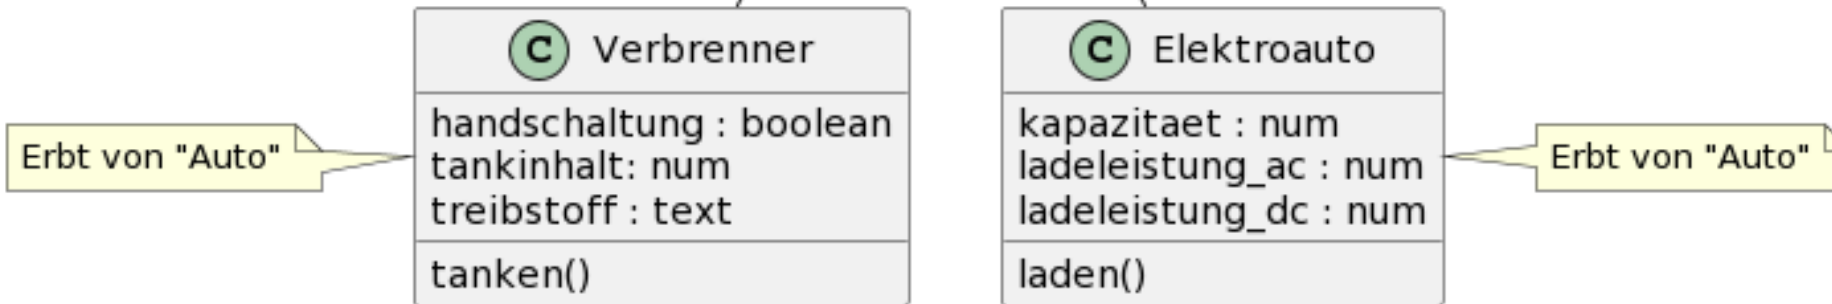 C Verbrenner
handschaltung : boolean
tankinhalt: num
treibstoff : text
tanken()
Erbt von "Auto"
C Elektroauto
kapazitaet : num
ladeleistung_ac : num
ladeleistung_dc : num
laden()
Erbt von "Auto"